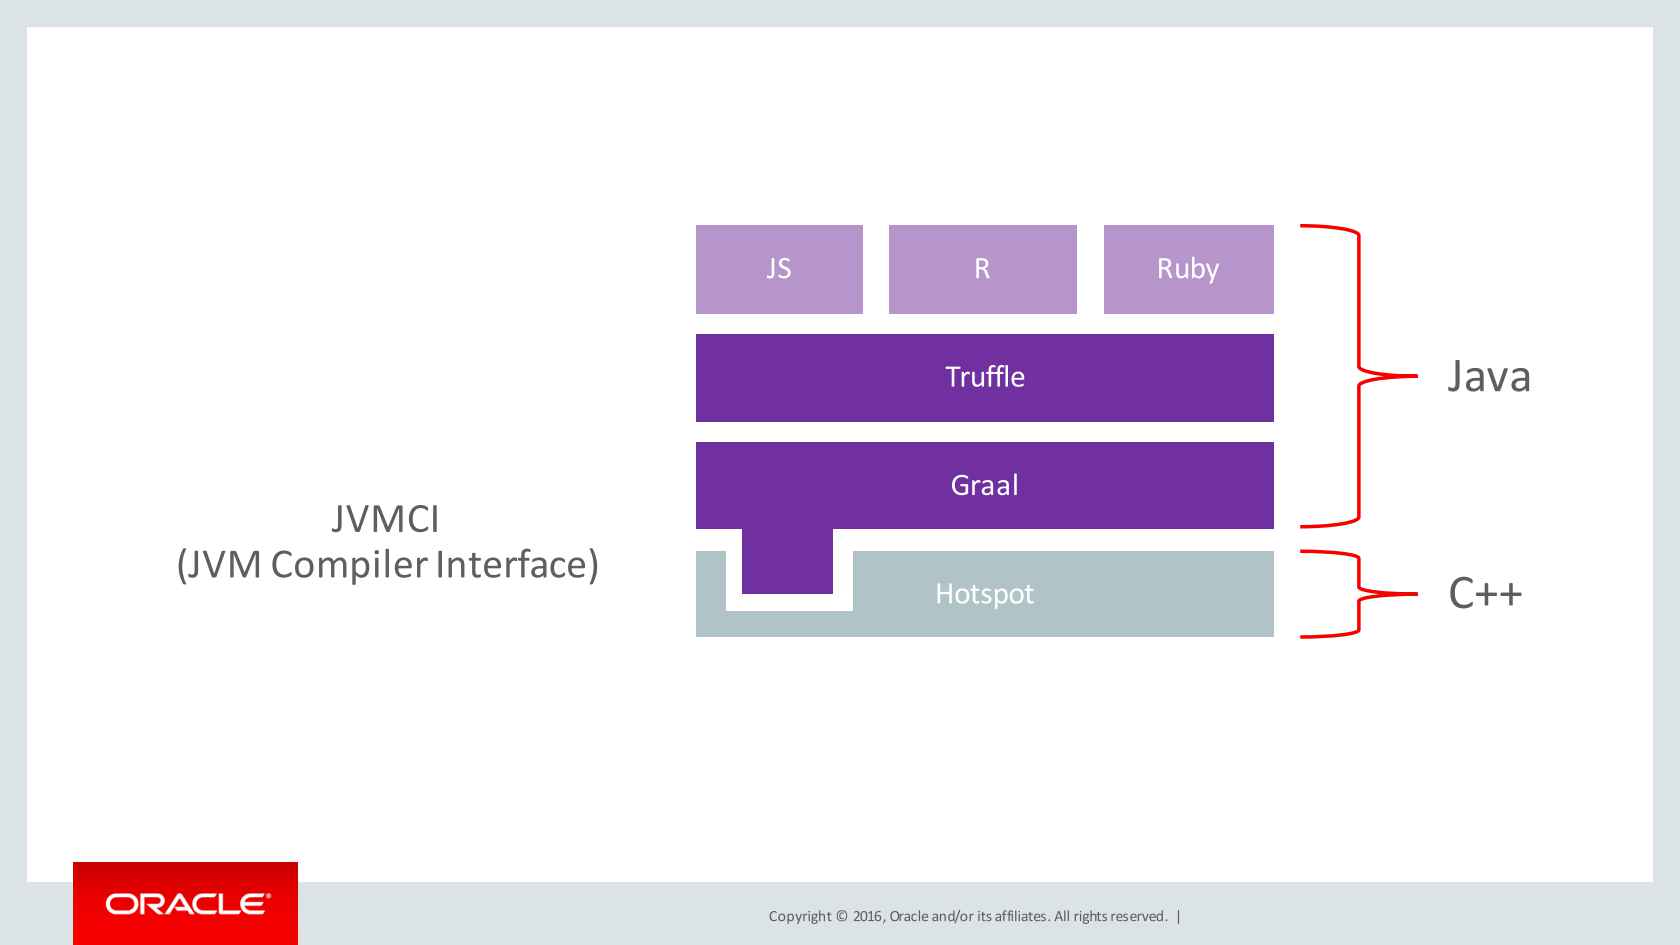 JS
R
Ruby
Truffle
Java
Graal
JVMCI
(JVM Compiler Interface)
Hotspot
C++
ORACLE®
Copyright © 2016, Oracle and/or its affiliates. All rights reserved. |